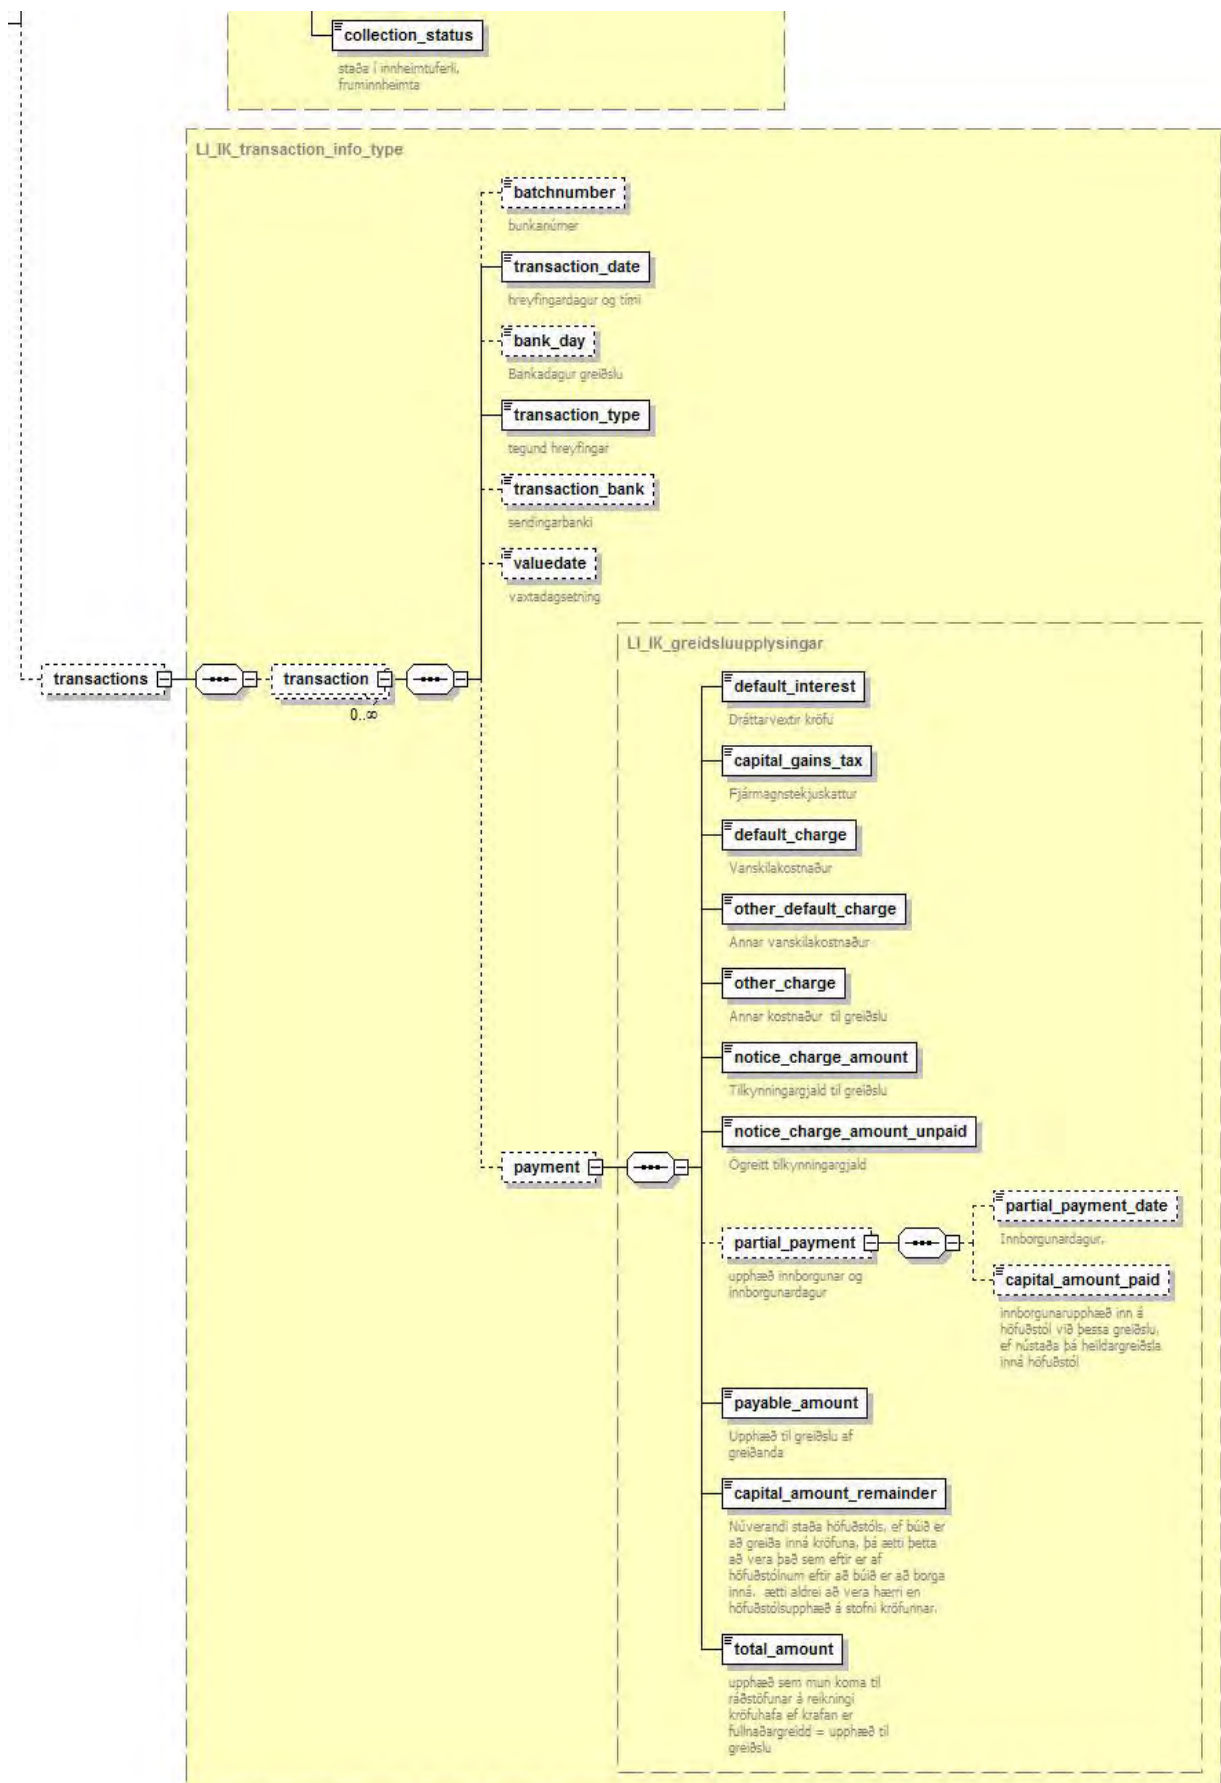 collection_status
staða í innheimtuferli,
fruminnheimta
LI_IK_transaction_info_type
batchnumber
bunkanúmer
transaction_date
hreyfingardagur og tími
bank_day
Bankadagur greiðslu
transaction_type
tegund hreyfingar
transaction_bank
sendingarbanki
valuedate
vaxtadagsetning
transactions
transaction
0..∞
LI_IK_greidsluupplysingar
default_interest
Dráttarvextir kröfu
capital_gains_tax
Fjármagnstekjuskattur
default_charge
Vanskilakostnaður
other_default_charge
Annar vanskilakostnaður
other_charge
Annar kostnaður til greiðslu
notice_charge_amount
Tilkynningargjald til greiðslu
notice_charge_amount_unpaid
Ógreitt tilkynningargjald
payment
partial_payment
upphæð innborgunar og
innborgunardagur
partial_payment_date
Innborgunardagur.
capital_amount_paid
innborgunarupphæð inn á
höfuðstól við þessa greiðslu,
ef nústaða þá heildargreiðsla
inná höfuðstól
payable_amount
Upphæð til greiðslu af
greiðanda
capital_amount_remainder
Núverandi staða höfuðstóls, ef búið er
að greiða inná kröfuna, þá ætti þetta
að vera það sem eftir er af
höfuðstólnum eftir að búið er að borga
inná. ætti aldrei að vera hærri en
höfuðstólsupphæð á stofni kröfunnar.
total_amount
upphæð sem mun koma til
ráðstöfunar á reikningi
kröfuhafa ef krafan er
fullnaðargreidd = upphæð til
greiðslu